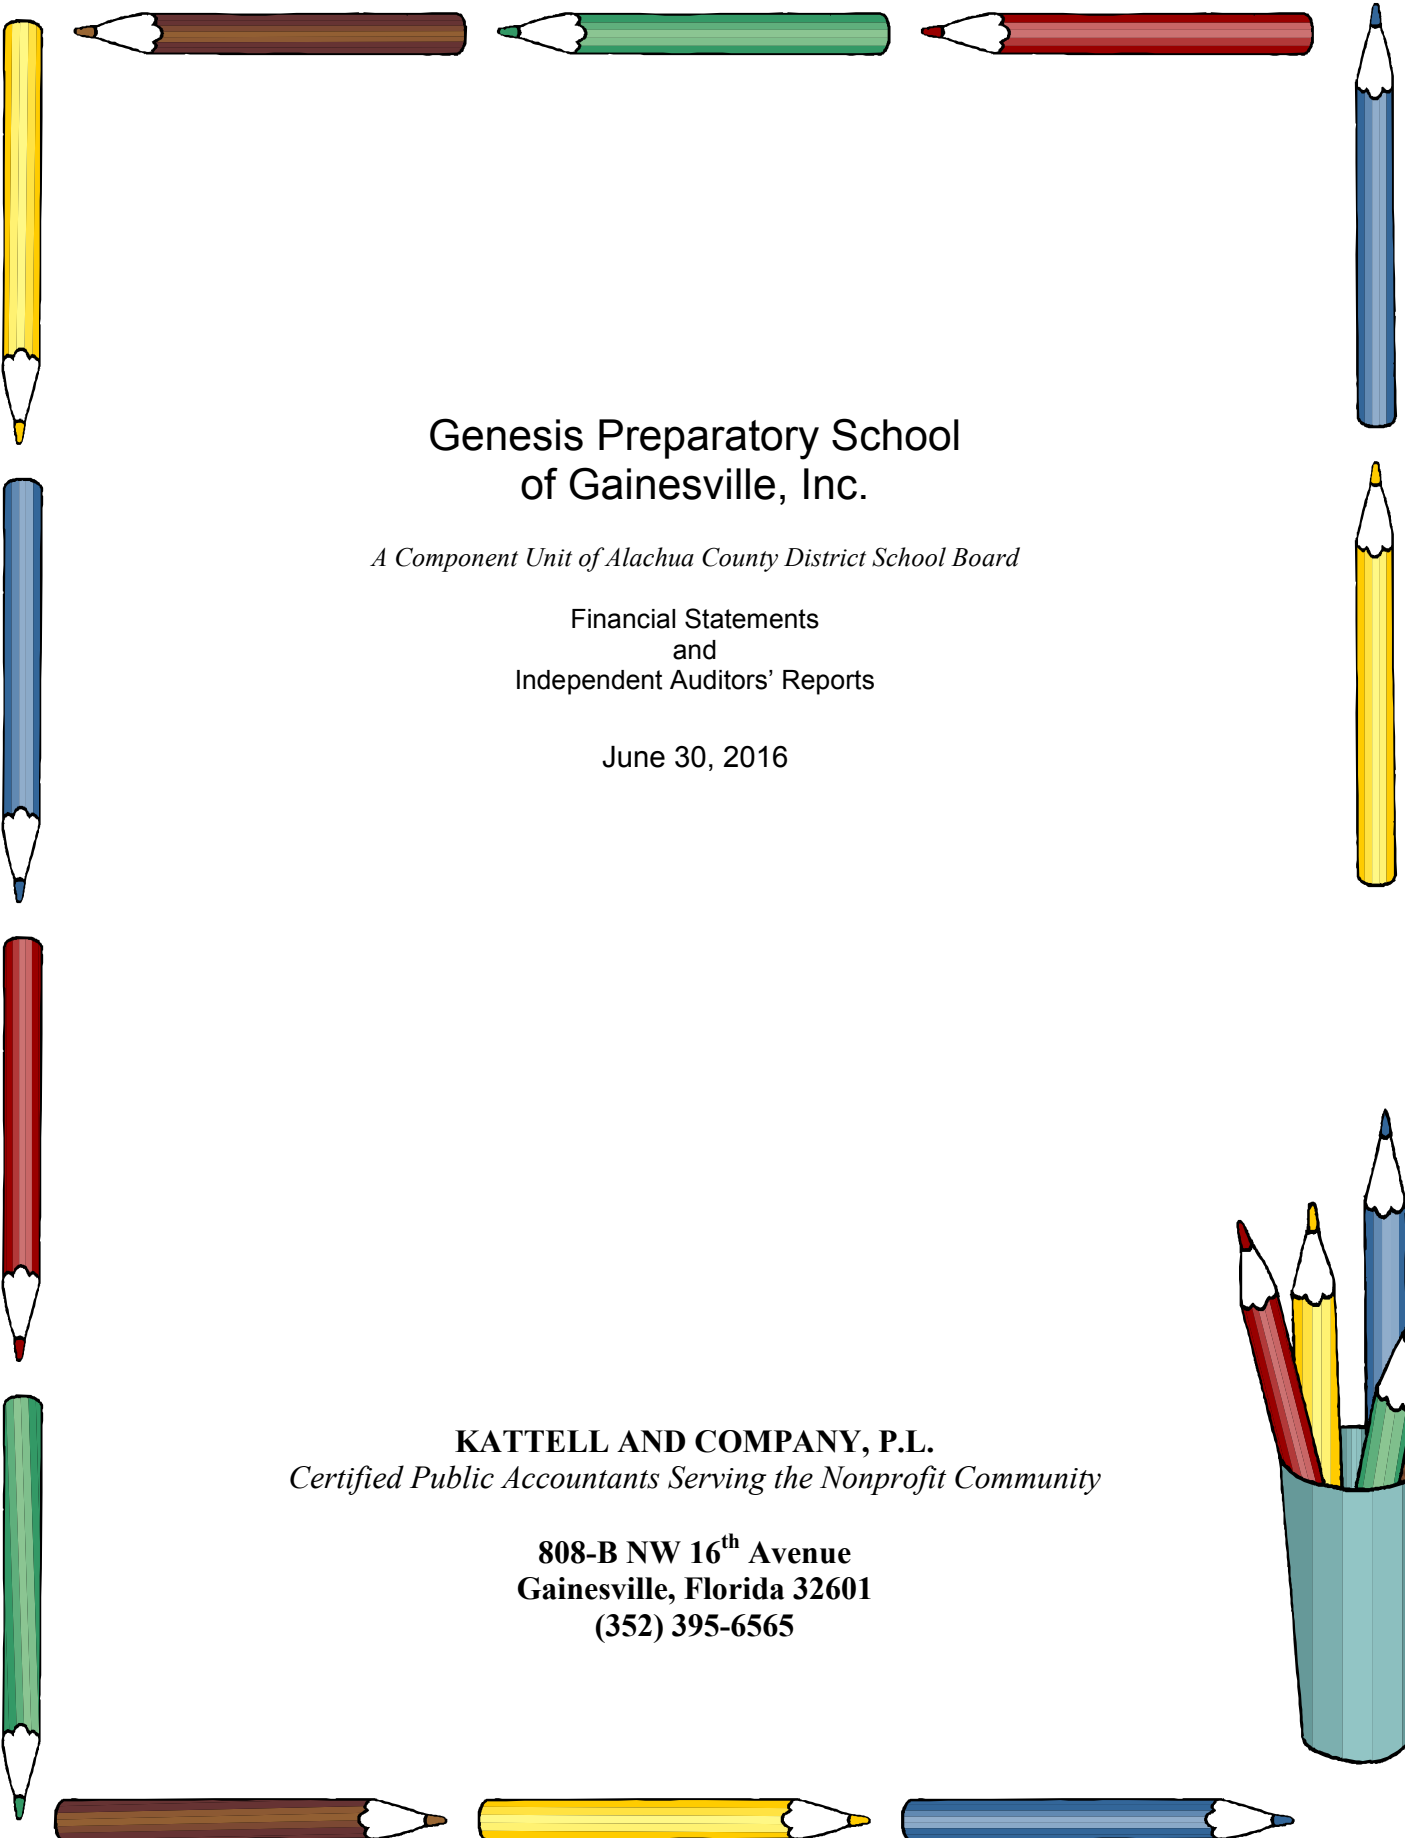 Genesis Preparatory School
of Gainesville, Inc.
A Component Unit of Alachua County District School Board
Financial Statements
and
Independent Auditors’ Reports
June 30, 2016
KATTELL AND COMPANY, P.L.
Certified Public Accountants Serving the Nonprofit Community
808-B NW 16th Avenue
Gainesville, Florida 32601
(352) 395-6565